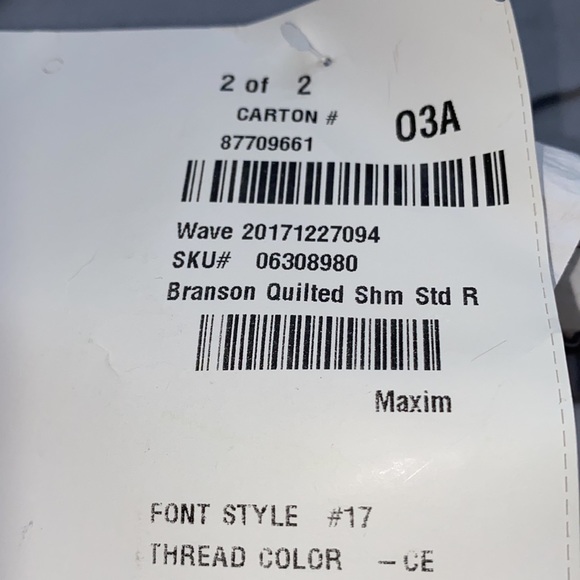 2 of 2
CARTON #
03A
87709661
Wave 20171227094
SKU# 06308980
Branson Quilted Shm Std R
Maxim
FONT STYLE #17
THREAD COLOR - CE